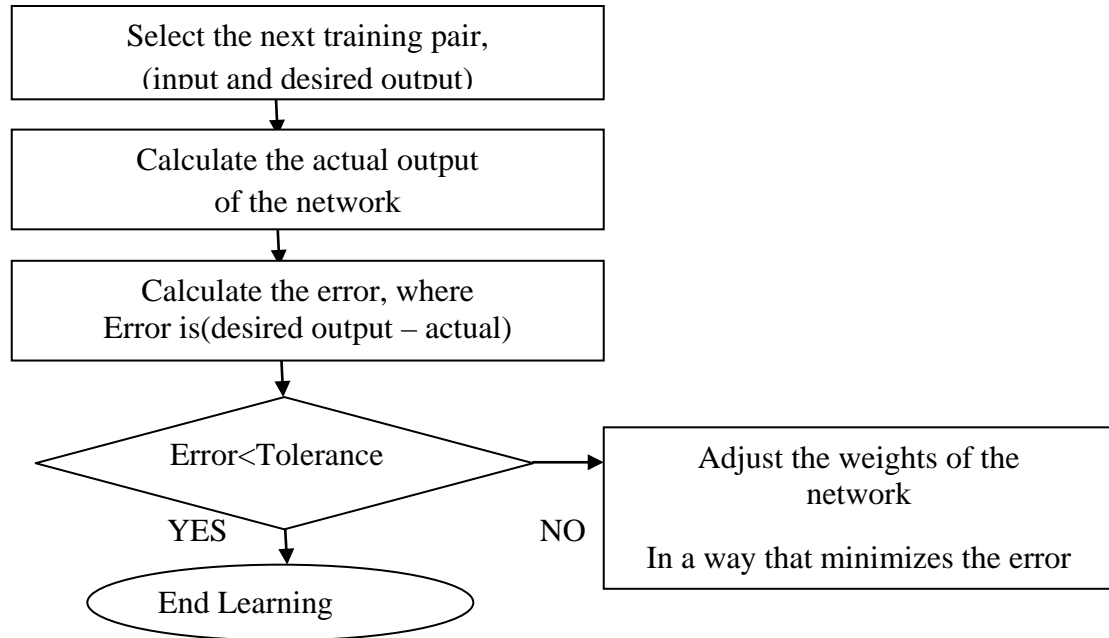 Select the next training pair,
(input and desired output)
Calculate the actual output
of the network
Calculate the error, where
Error is(desired output – actual)
Error<Tolerance
YES
NO
Adjust the weights of the
network
In a way that minimizes the error
End Learning